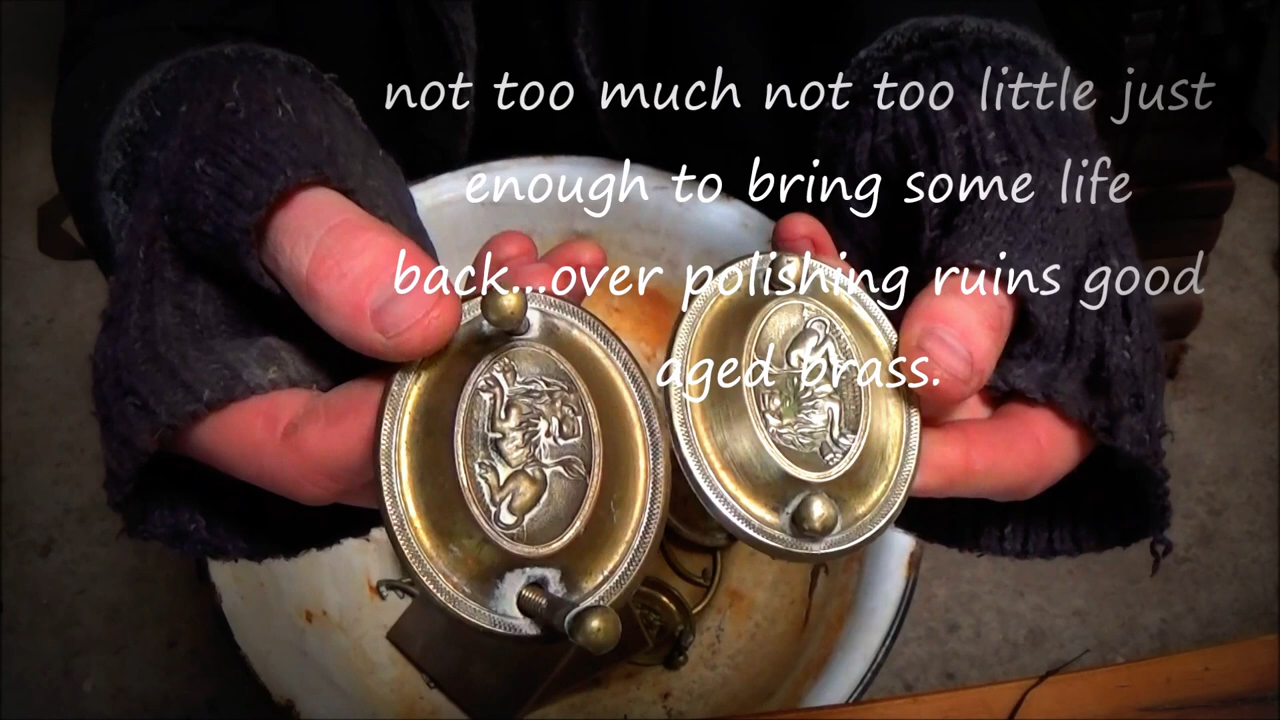 not too much not too little just
enough to bring some life
back...over polishing ruins good
aged brass.